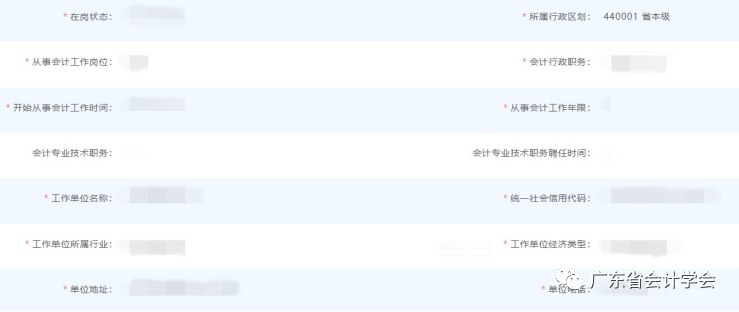 * 在岗状态： * 所属行政区划： 440001 省本级
* 从事会计工作岗位： * 会计行政职务：
* 开始从事会计工作时间： * 从事会计工作年限：
会计专业技术职务： 会计专业技术职务聘任时间：
* 工作单位名称： * 统一社会信用代码：
* 工作单位所属行业： * 工作单位经济类型：
* 单位地址： * 单位电话：
广东省会计学会